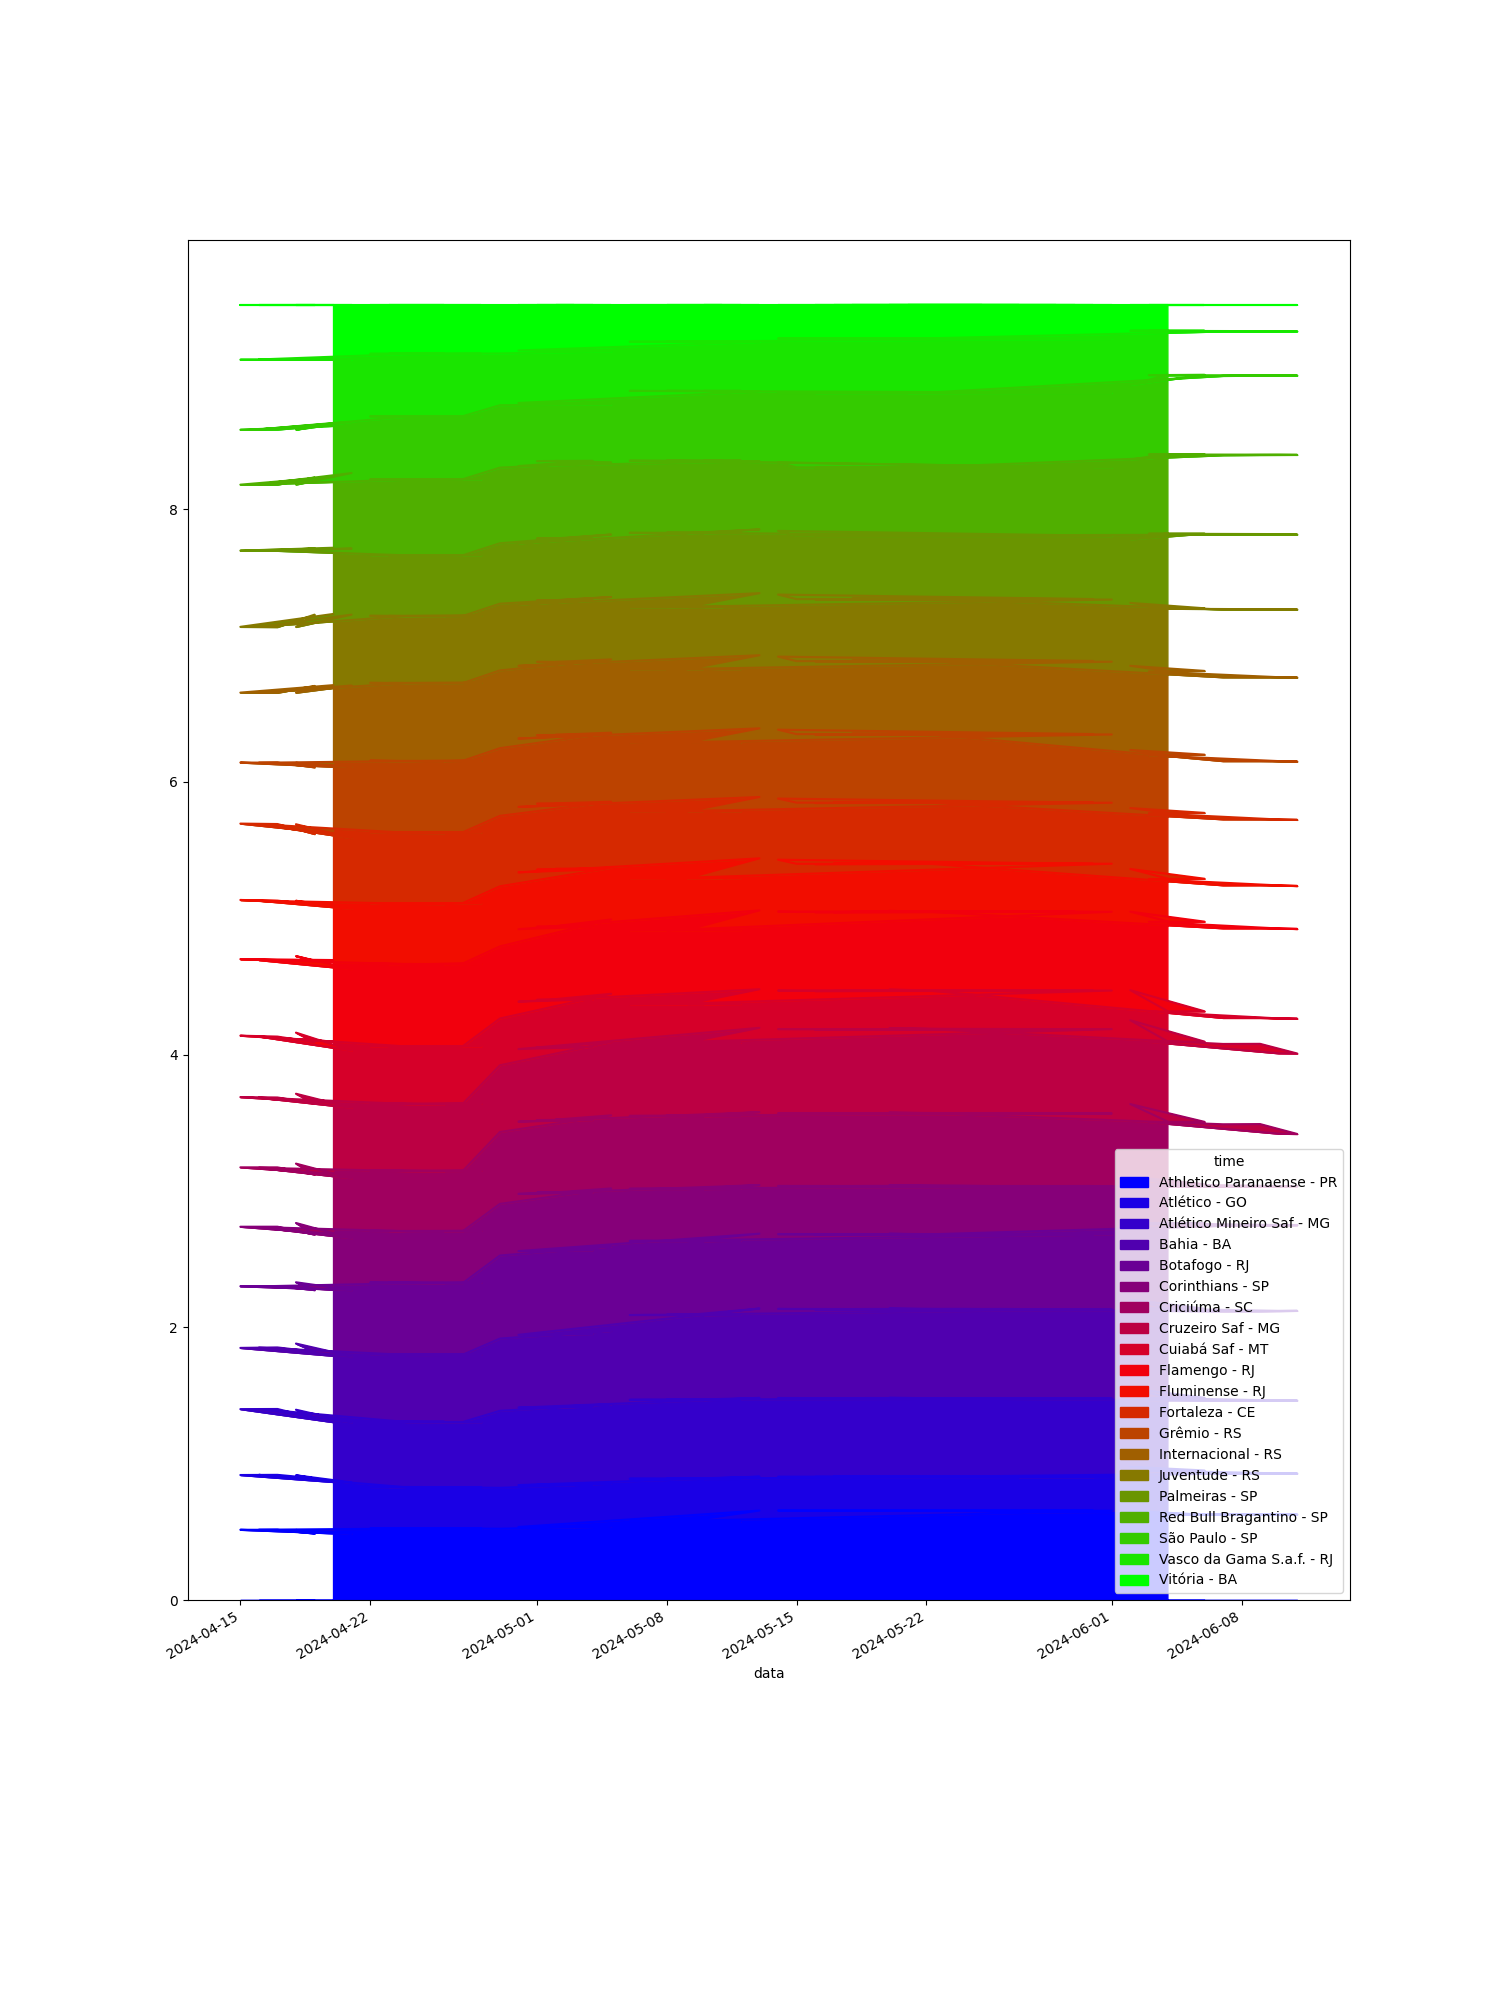 8
6
4
2
0
time
Athletico Paranaense - PR
Atlético - GO
Atlético Mineiro Saf - MG
Bahia - BA
Botafogo - RJ
Corinthians - SP
Criciúma - SC
Cruzeiro Saf - MG
Cuiabá Saf - MT
Flamengo - RJ
Fluminense - RJ
Fortaleza - CE
Grêmio - RS
Internacional - RS
Juventude - RS
Palmeiras - SP
Red Bull Bragantino - SP
São Paulo - SP
Vasco da Gama S.a.f. - RJ
Vitória - BA
2024-04-15
2024-04-22
2024-05-01
2024-05-08
2024-05-15
2024-05-22
2024-06-01
2024-06-08
data